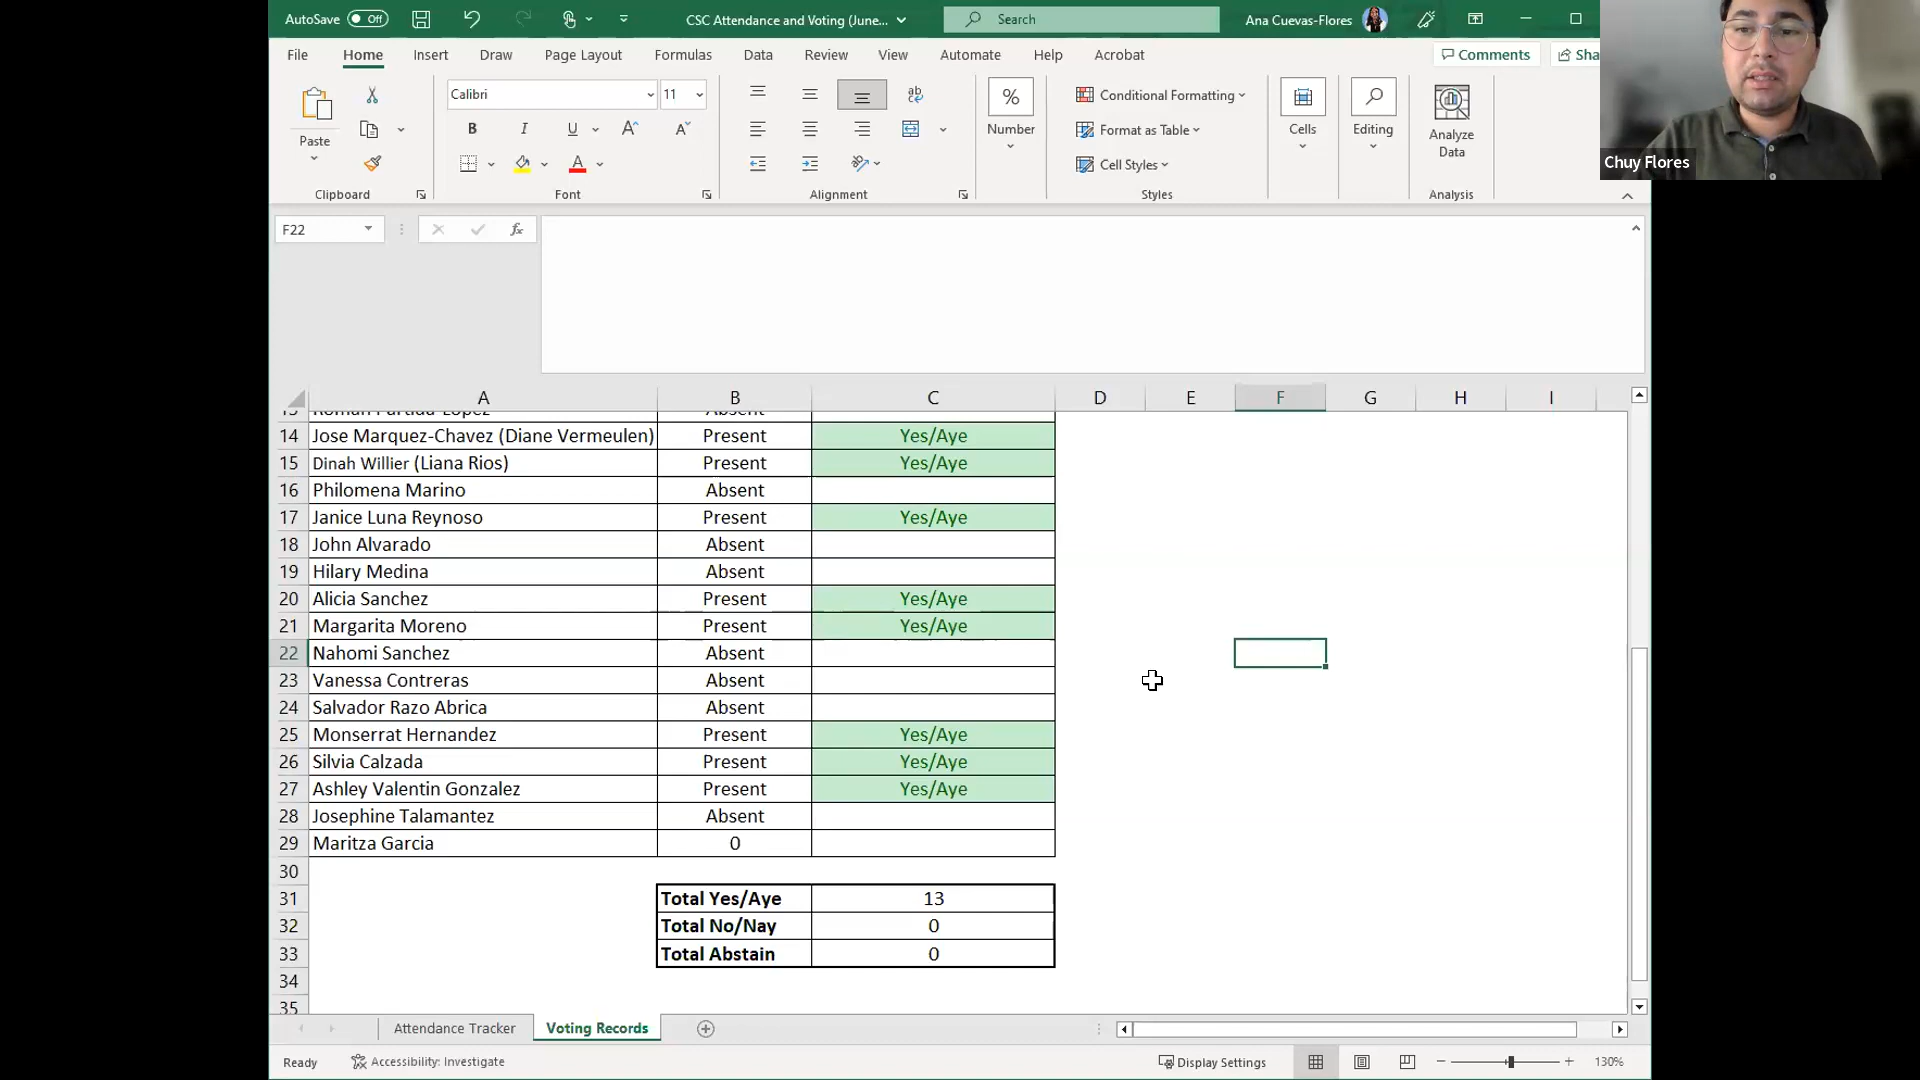 AutoSave Off CSC Attendance and Voting (June... Search Ana Cuevas-Flores
File Home Insert Draw Page Layout Formulas Data Review View Automate Help Acrobat Comments Sha
Paste
Calibri 11
B I U A A
ab
% Number
Conditional Formatting
Format as Table
Cell Styles
Cells
Editing
Analyze Data
Clipboard Font Alignment Styles Analysis
Chuy Flores
F22 fx
A B C D E F G H I
14 Jose Marquez-Chavez (Diane Vermeulen) Present Yes/Aye
15 Dinah Willier (Liana Rios) Present Yes/Aye
16 Philomena Marino Absent
17 Janice Luna Reynoso Present Yes/Aye
18 John Alvarado Absent
19 Hilary Medina Absent
20 Alicia Sanchez Present Yes/Aye
21 Margarita Moreno Present Yes/Aye
22 Nahomi Sanchez Absent
23 Vanessa Contreras Absent
24 Salvador Razo Abrica Absent
25 Monserrat Hernandez Present Yes/Aye
26 Silvia Calzada Present Yes/Aye
27 Ashley Valentin Gonzalez Present Yes/Aye
28 Josephine Talamantez Absent
29 Maritza Garcia 0
30
31 Total Yes/Aye 13
32 Total No/Nay 0
33 Total Abstain 0
34
35
Attendance Tracker Voting Records
Ready Accessibility: Investigate Display Settings 130%